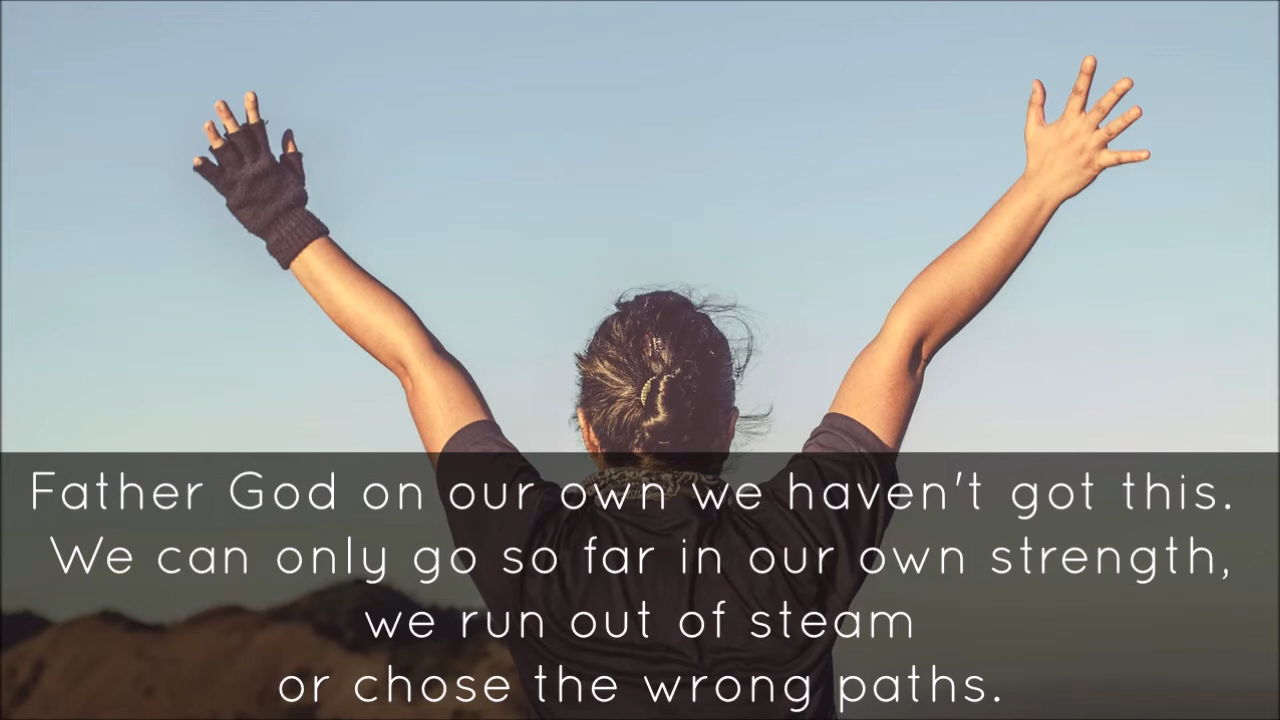 Father God on our own we haven't got this.
We can only go so far in our own strength,
we run out of steam
or chose the wrong paths.